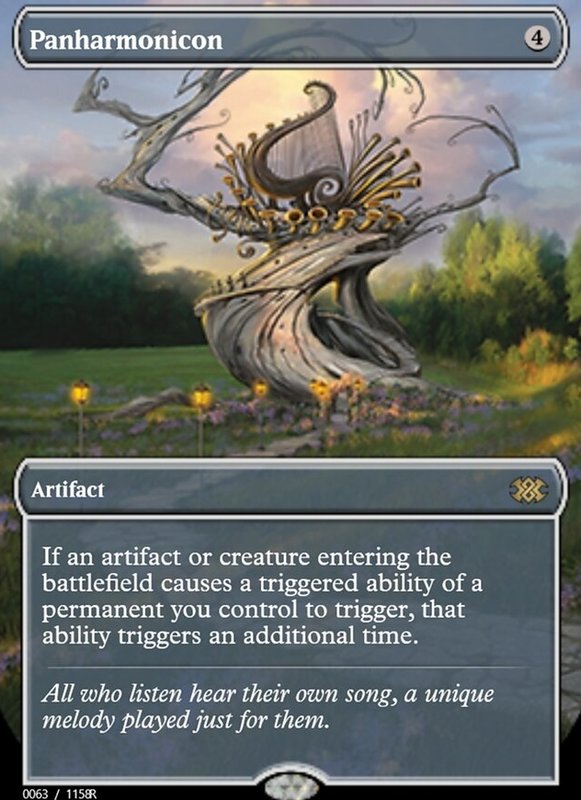 Panharmonicon 4
Artifact
If an artifact or creature entering the
battlefield causes a triggered ability of a
permanent you control to trigger, that
ability triggers an additional time.
All who listen hear their own song, a unique
melody played just for them.
0063 / 1158R